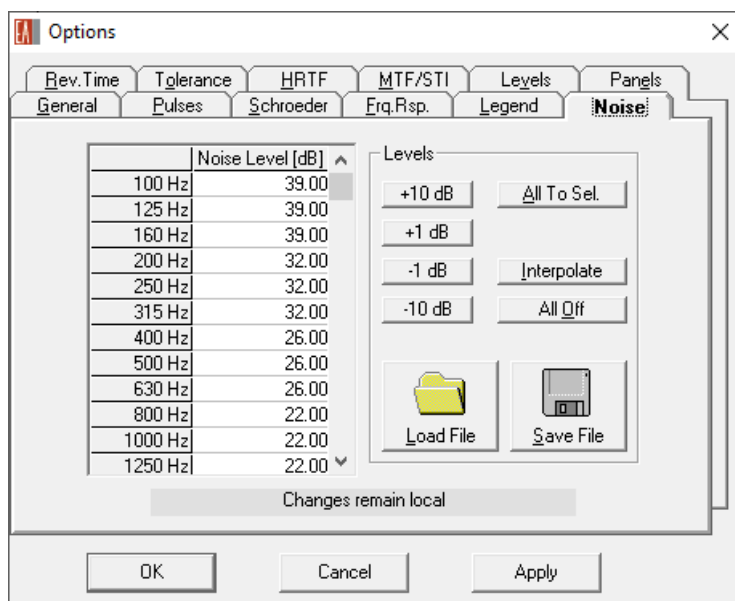 EA Options
Rev.Time Tolerance HRTF MTF/STI Levels Panels
General Pulses Schroeder Frq.Rsp. Legend Noise
Noise Level [dB]
100 Hz 39.00
125 Hz 39.00
160 Hz 39.00
200 Hz 32.00
250 Hz 32.00
315 Hz 32.00
400 Hz 26.00
500 Hz 26.00
630 Hz 26.00
800 Hz 22.00
1000 Hz 22.00
1250 Hz 22.00
Levels
+10 dB All To Sel.
+1 dB
-1 dB Interpolate
-10 dB All Off
Load File Save File
Changes remain local
OK Cancel Apply